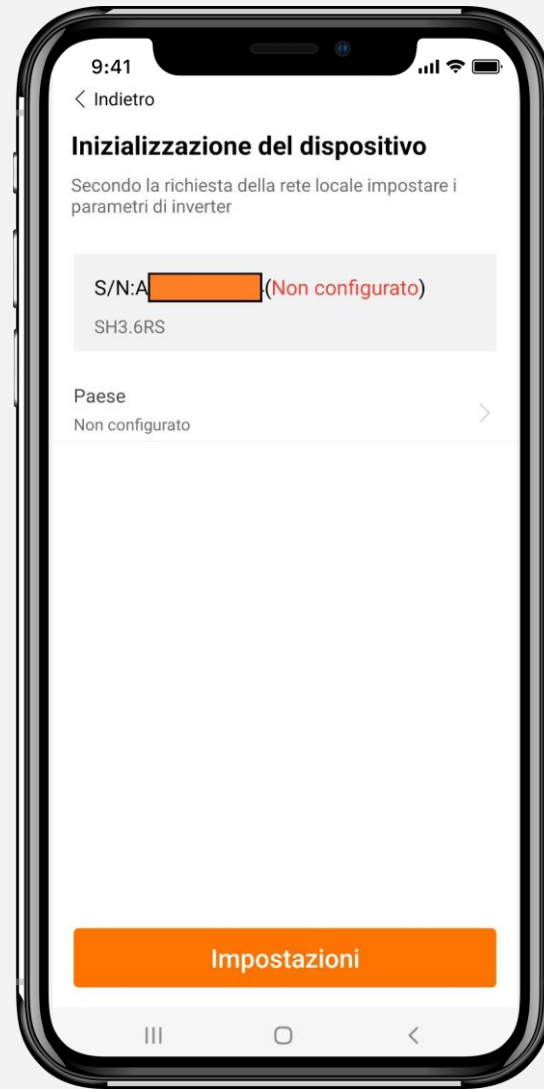 9:41
Indietro
Inizializzazione del dispositivo
Secondo la richiesta della rete locale impostare i
parametri di inverter
S/N:A (Non configurato)
SH3.6RS
Paese
Non configurato
Impostazioni